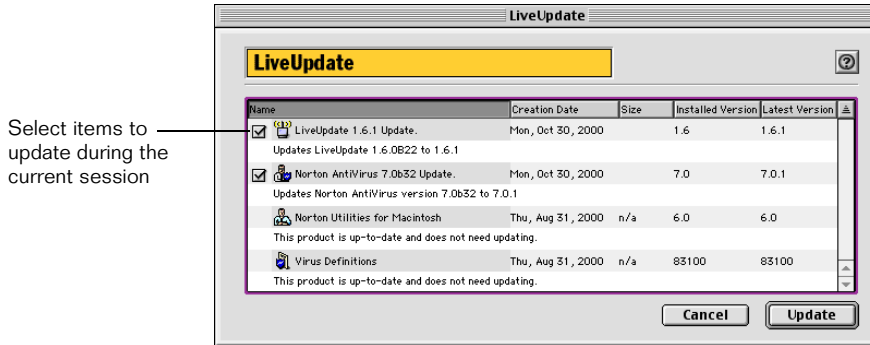 LiveUpdate
LiveUpdate
Name Creation Date Size Installed Version Latest Version
Select items to update during the current session
LiveUpdate 1.6.1 Update. Mon, Oct 30, 2000 1.6 1.6.1
Updates LiveUpdate 1.6.0B22 to 1.6.1
Norton AntiVirus 7.0b32 Update. Mon, Oct 30, 2000 7.0 7.0.1
Updates Norton AntiVirus version 7.0b32 to 7.0.1
Norton Utilities for Macintosh Thu, Aug 31, 2000 n/a 6.0 6.0
This product is up-to-date and does not need updating.
Virus Definitions Thu, Aug 31, 2000 n/a 83100 83100
This product is up-to-date and does not need updating.
Cancel Update